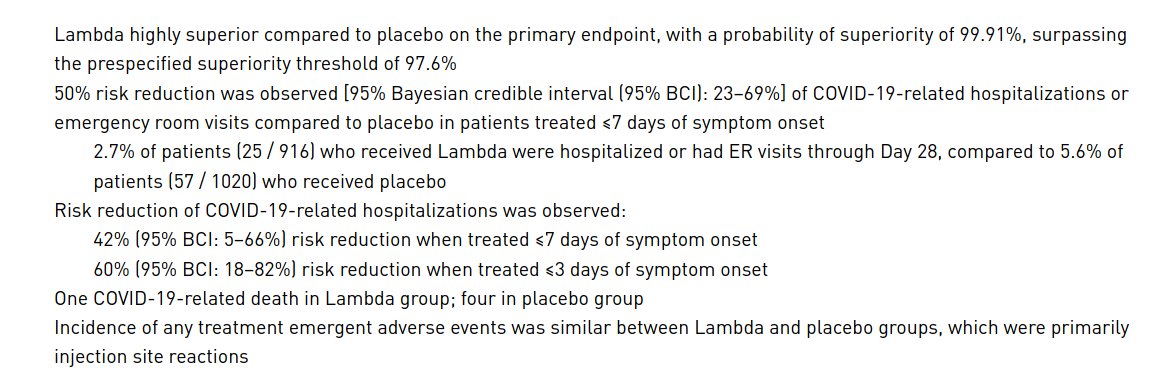 Lambda highly superior compared to placebo on the primary endpoint, with a probability of superiority of 99.91%, surpassing
the prespecified superiority threshold of 97.6%
50% risk reduction was observed [95% Bayesian credible interval (95% BCI): 23–69%] of COVID-19-related hospitalizations or
emergency room visits compared to placebo in patients treated ≤7 days of symptom onset
2.7% of patients (25 / 916) who received Lambda were hospitalized or had ER visits through Day 28, compared to 5.6% of
patients (57 / 1020) who received placebo
Risk reduction of COVID-19-related hospitalizations was observed:
42% (95% BCI: 5–66%) risk reduction when treated ≤7 days of symptom onset
60% (95% BCI: 18–82%) risk reduction when treated ≤3 days of symptom onset
One COVID-19-related death in Lambda group; four in placebo group
Incidence of any treatment emergent adverse events was similar between Lambda and placebo groups, which were primarily
injection site reactions